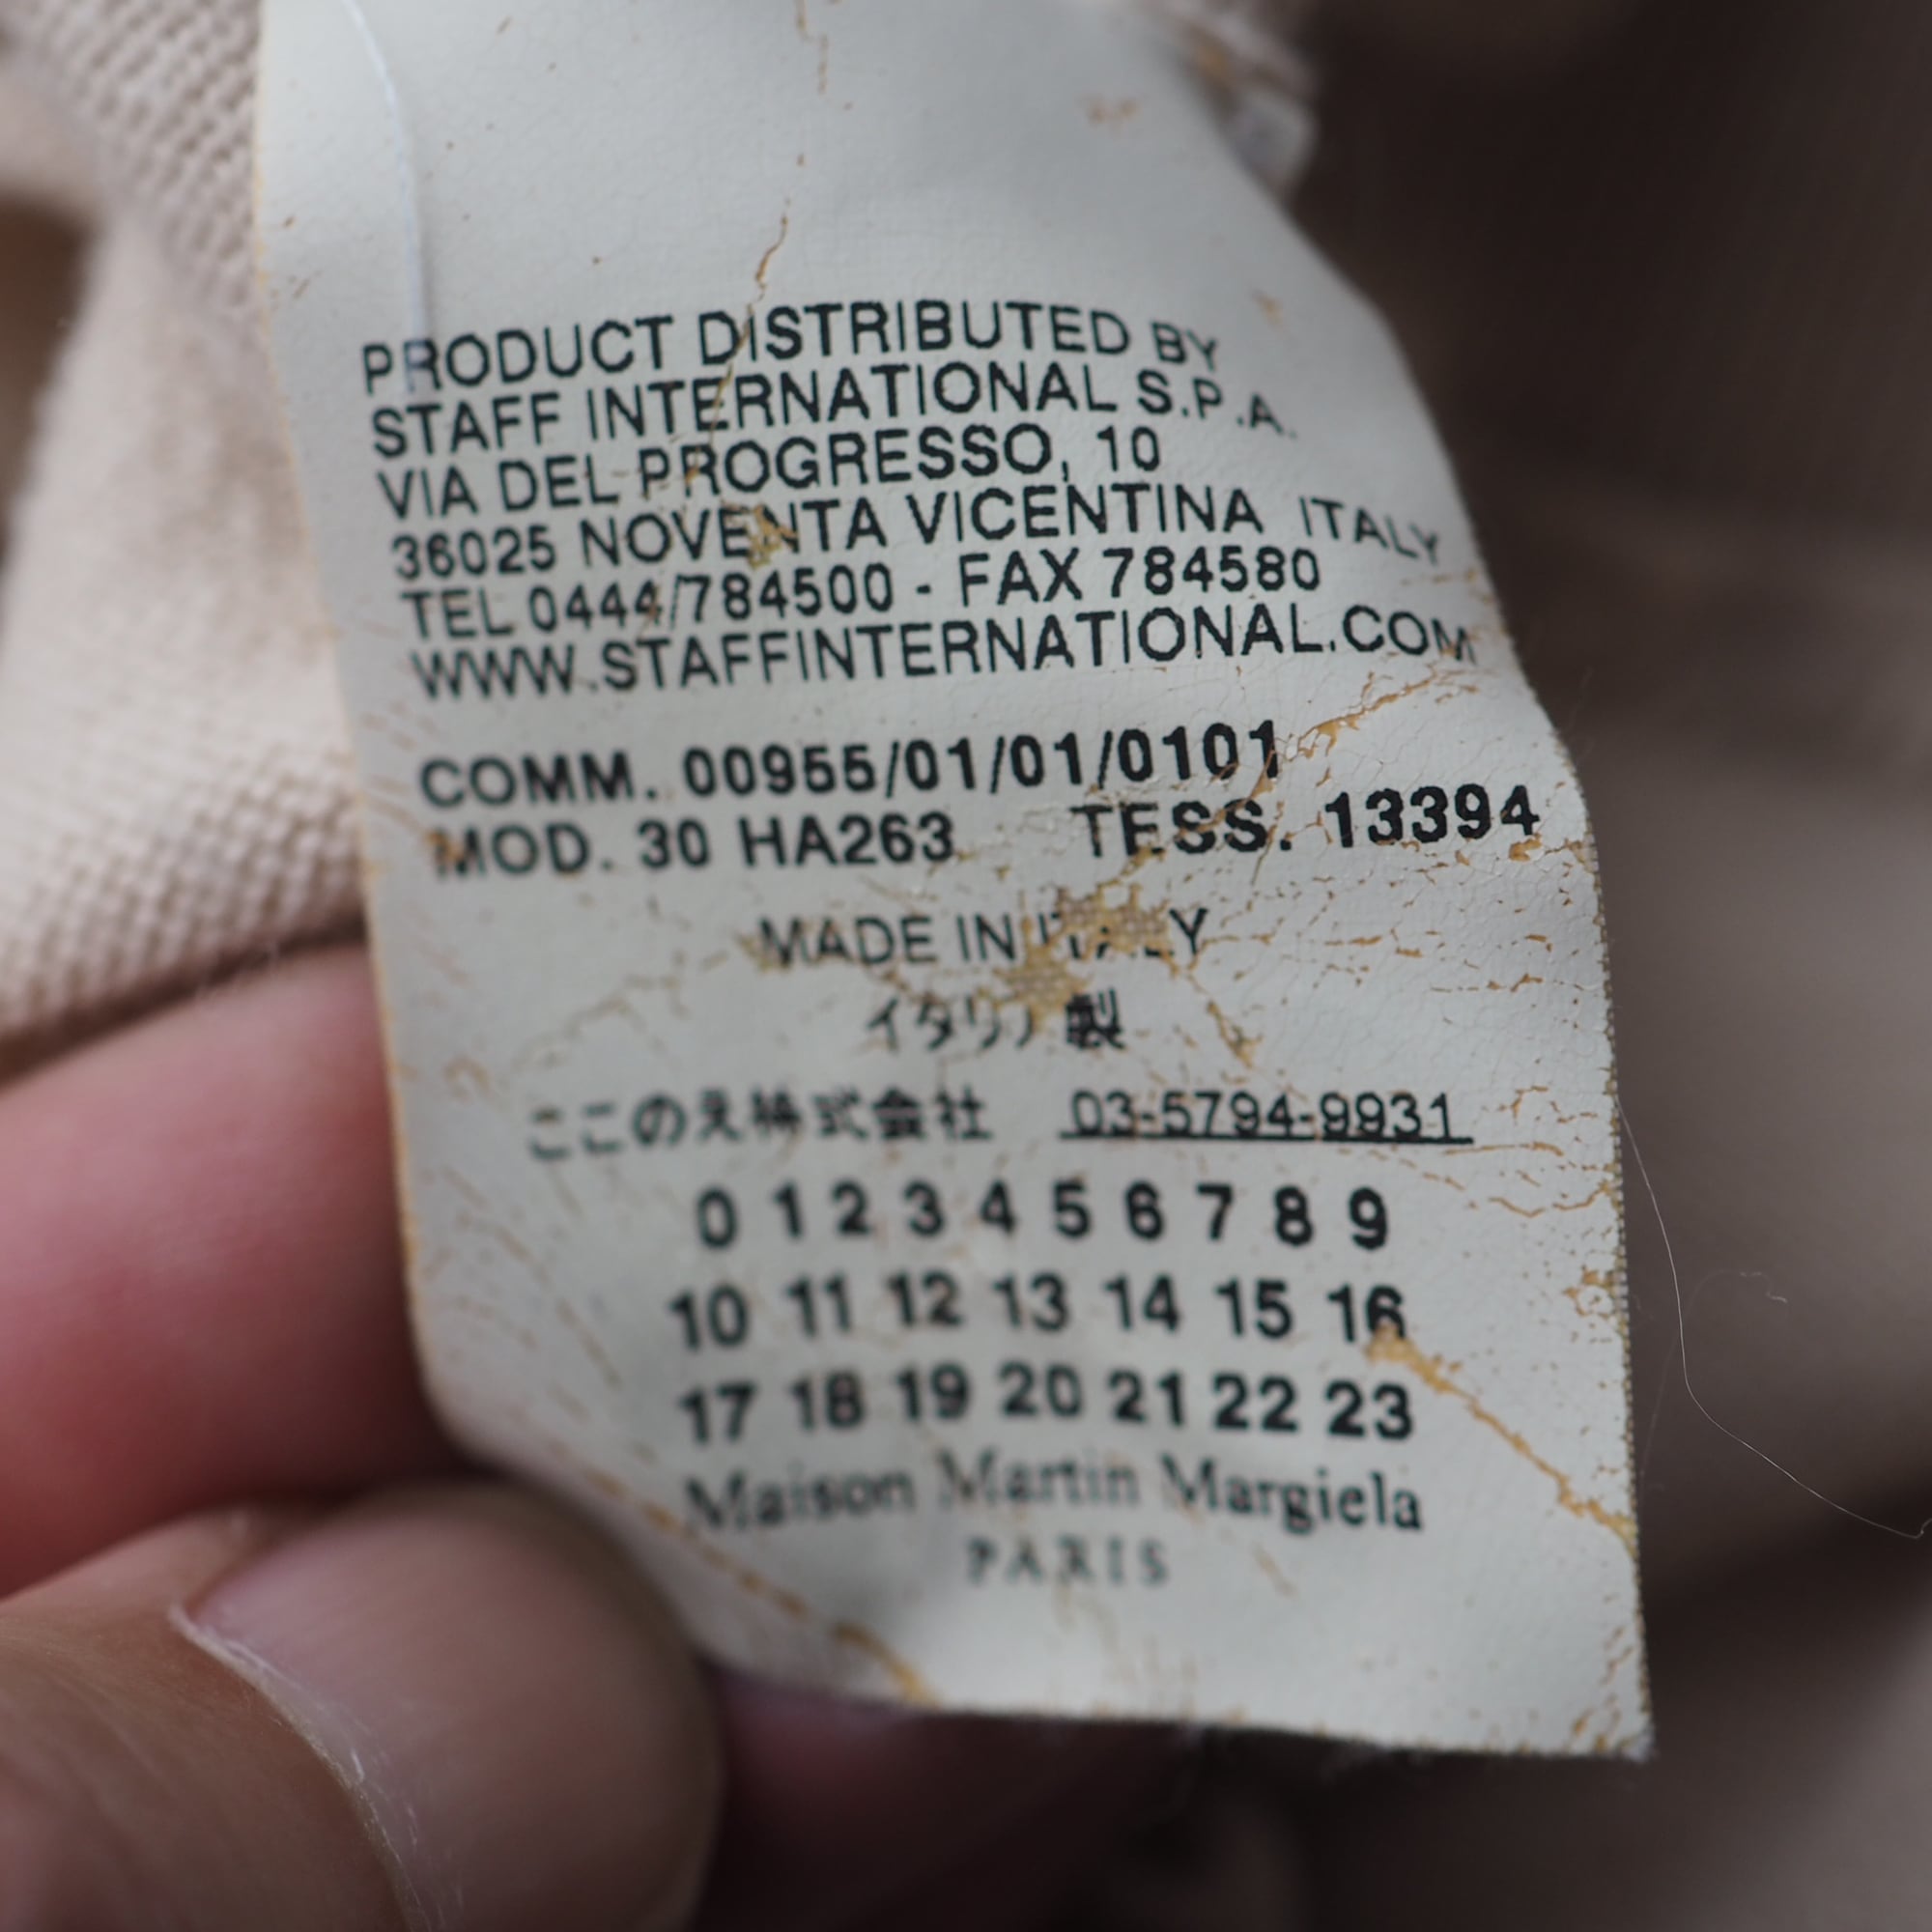 PRODUCT DISTRIBUTED BY
STAFF INTERNATIONAL S.P.A.
VIA DEL PROGRESSO, 10
36025 NOVENTA VICENTINA ITALY
TEL 0444/784500 - FAX 784580
WWW.STAFFINTERNATIONAL.COM
COMM. 00955/01/01/0101
MOD. 30 HA263 TESS. 13394
MADE IN ITALY
イタリア製
ここのえ株式会社 03-5794-9931
0 1 2 3 4 5 6 7 8 9
10 11 12 13 14 15 16
17 18 19 20 21 22 23
Maison Martin Margiela
PARIS